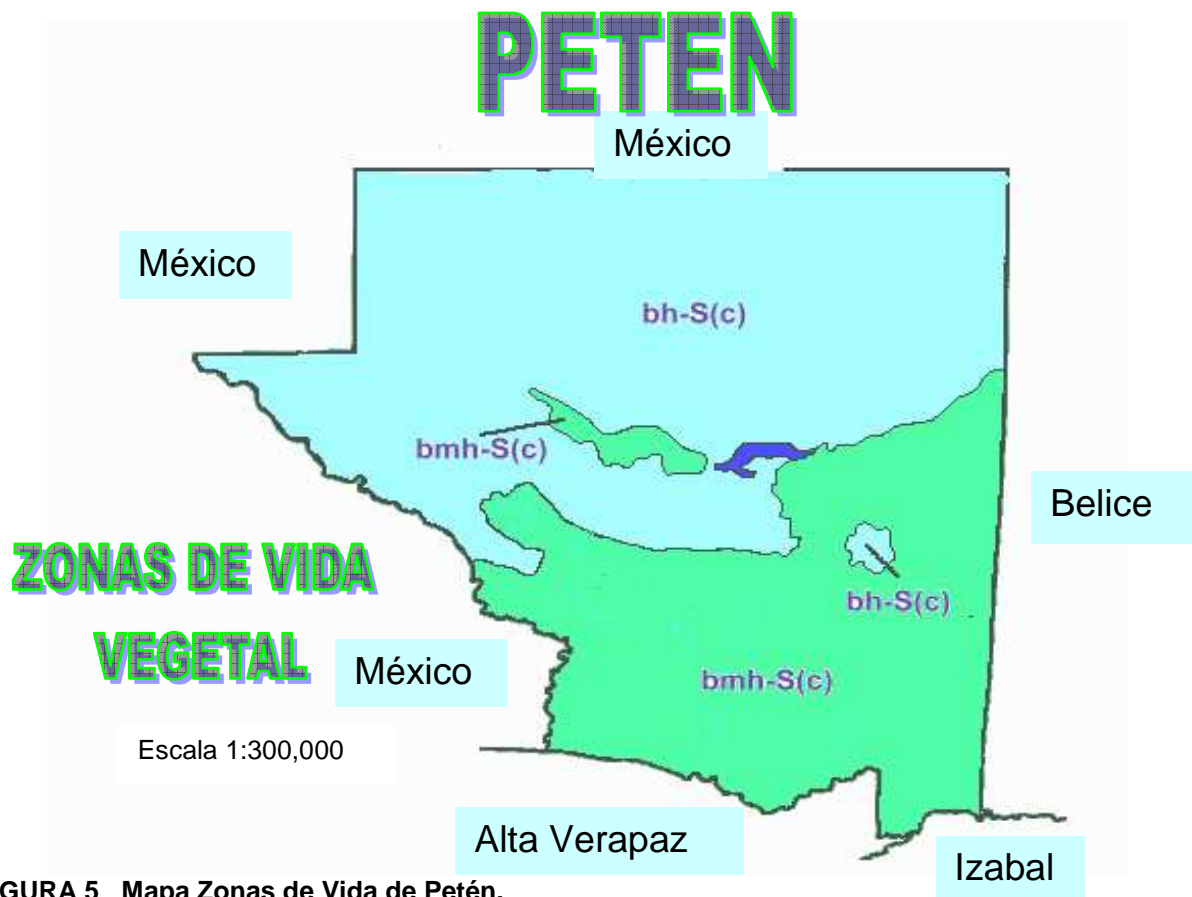 PETEN
México
México
bh-S(c)
bmh-S(c)
Belice
ZONAS DE VIDA
VEGETAL
bh-S(c)
México
bmh-S(c)
Escala 1:300,000
Alta Verapaz
Izabal
GURA 5 Mapa Zonas de Vida de Petén.